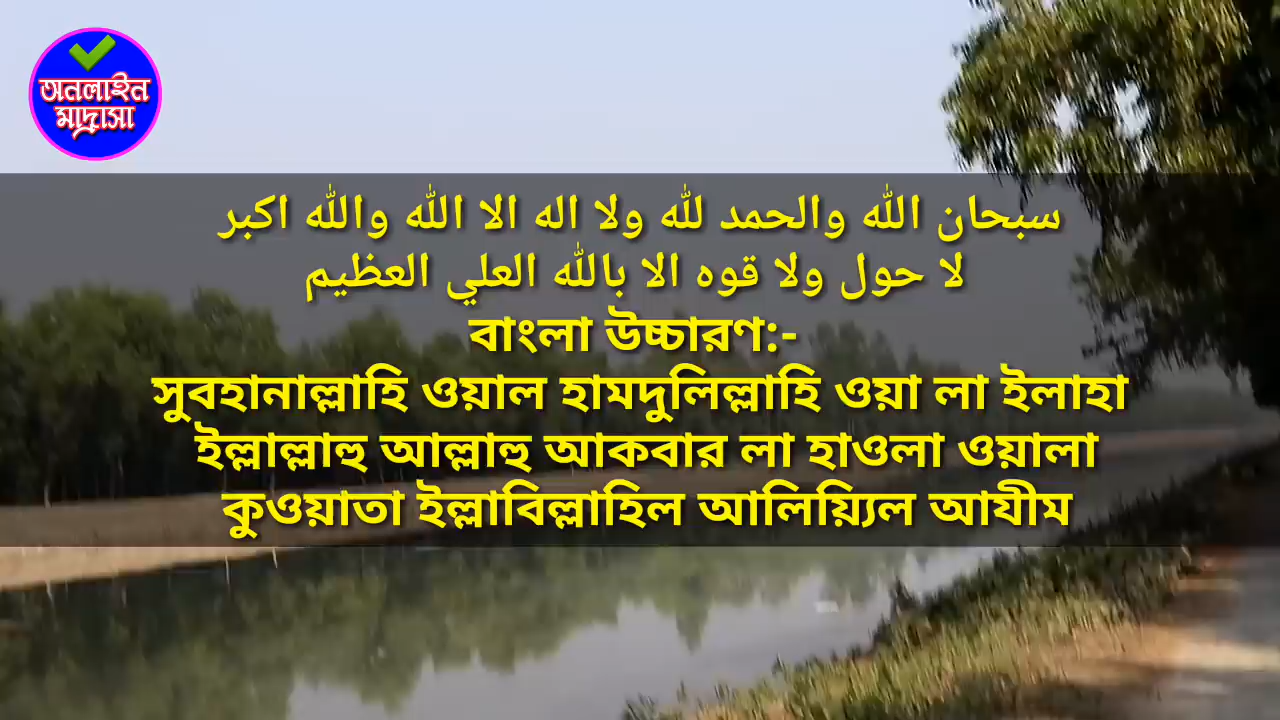 অনলাইন
মাদ্রাসা
سبحان الله والحمد لله ولا اله الا الله والله اكبر
لا حول ولا قوه الا بالله العلي العظيم
বাংলা উচ্চারণ:-
সুবহানাল্লাহি ওয়াল হামদুলিল্লাহি ওয়া লা ইলাহা
ইল্লাল্লাহু আল্লাহু আকবার লা হাওলা ওয়ালা
কুওয়াতা ইল্লাবিল্লাহিল আলিয়্যিল আযীম